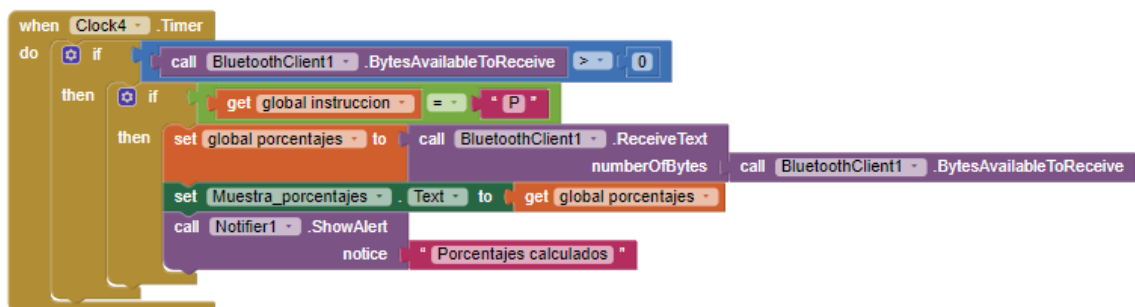 when Clock4 .Timer
do if call BluetoothClient1 .BytesAvailableToReceive > 0
then if get global instruccion = " P "
then set global porcentajes to call BluetoothClient1 .ReceiveText
numberOfBytes call BluetoothClient1 .BytesAvailableToReceive
set Muestra_porcentajes . Text to get global porcentajes
call Notifier1 .ShowAlert
notice " Porcentajes calculados "